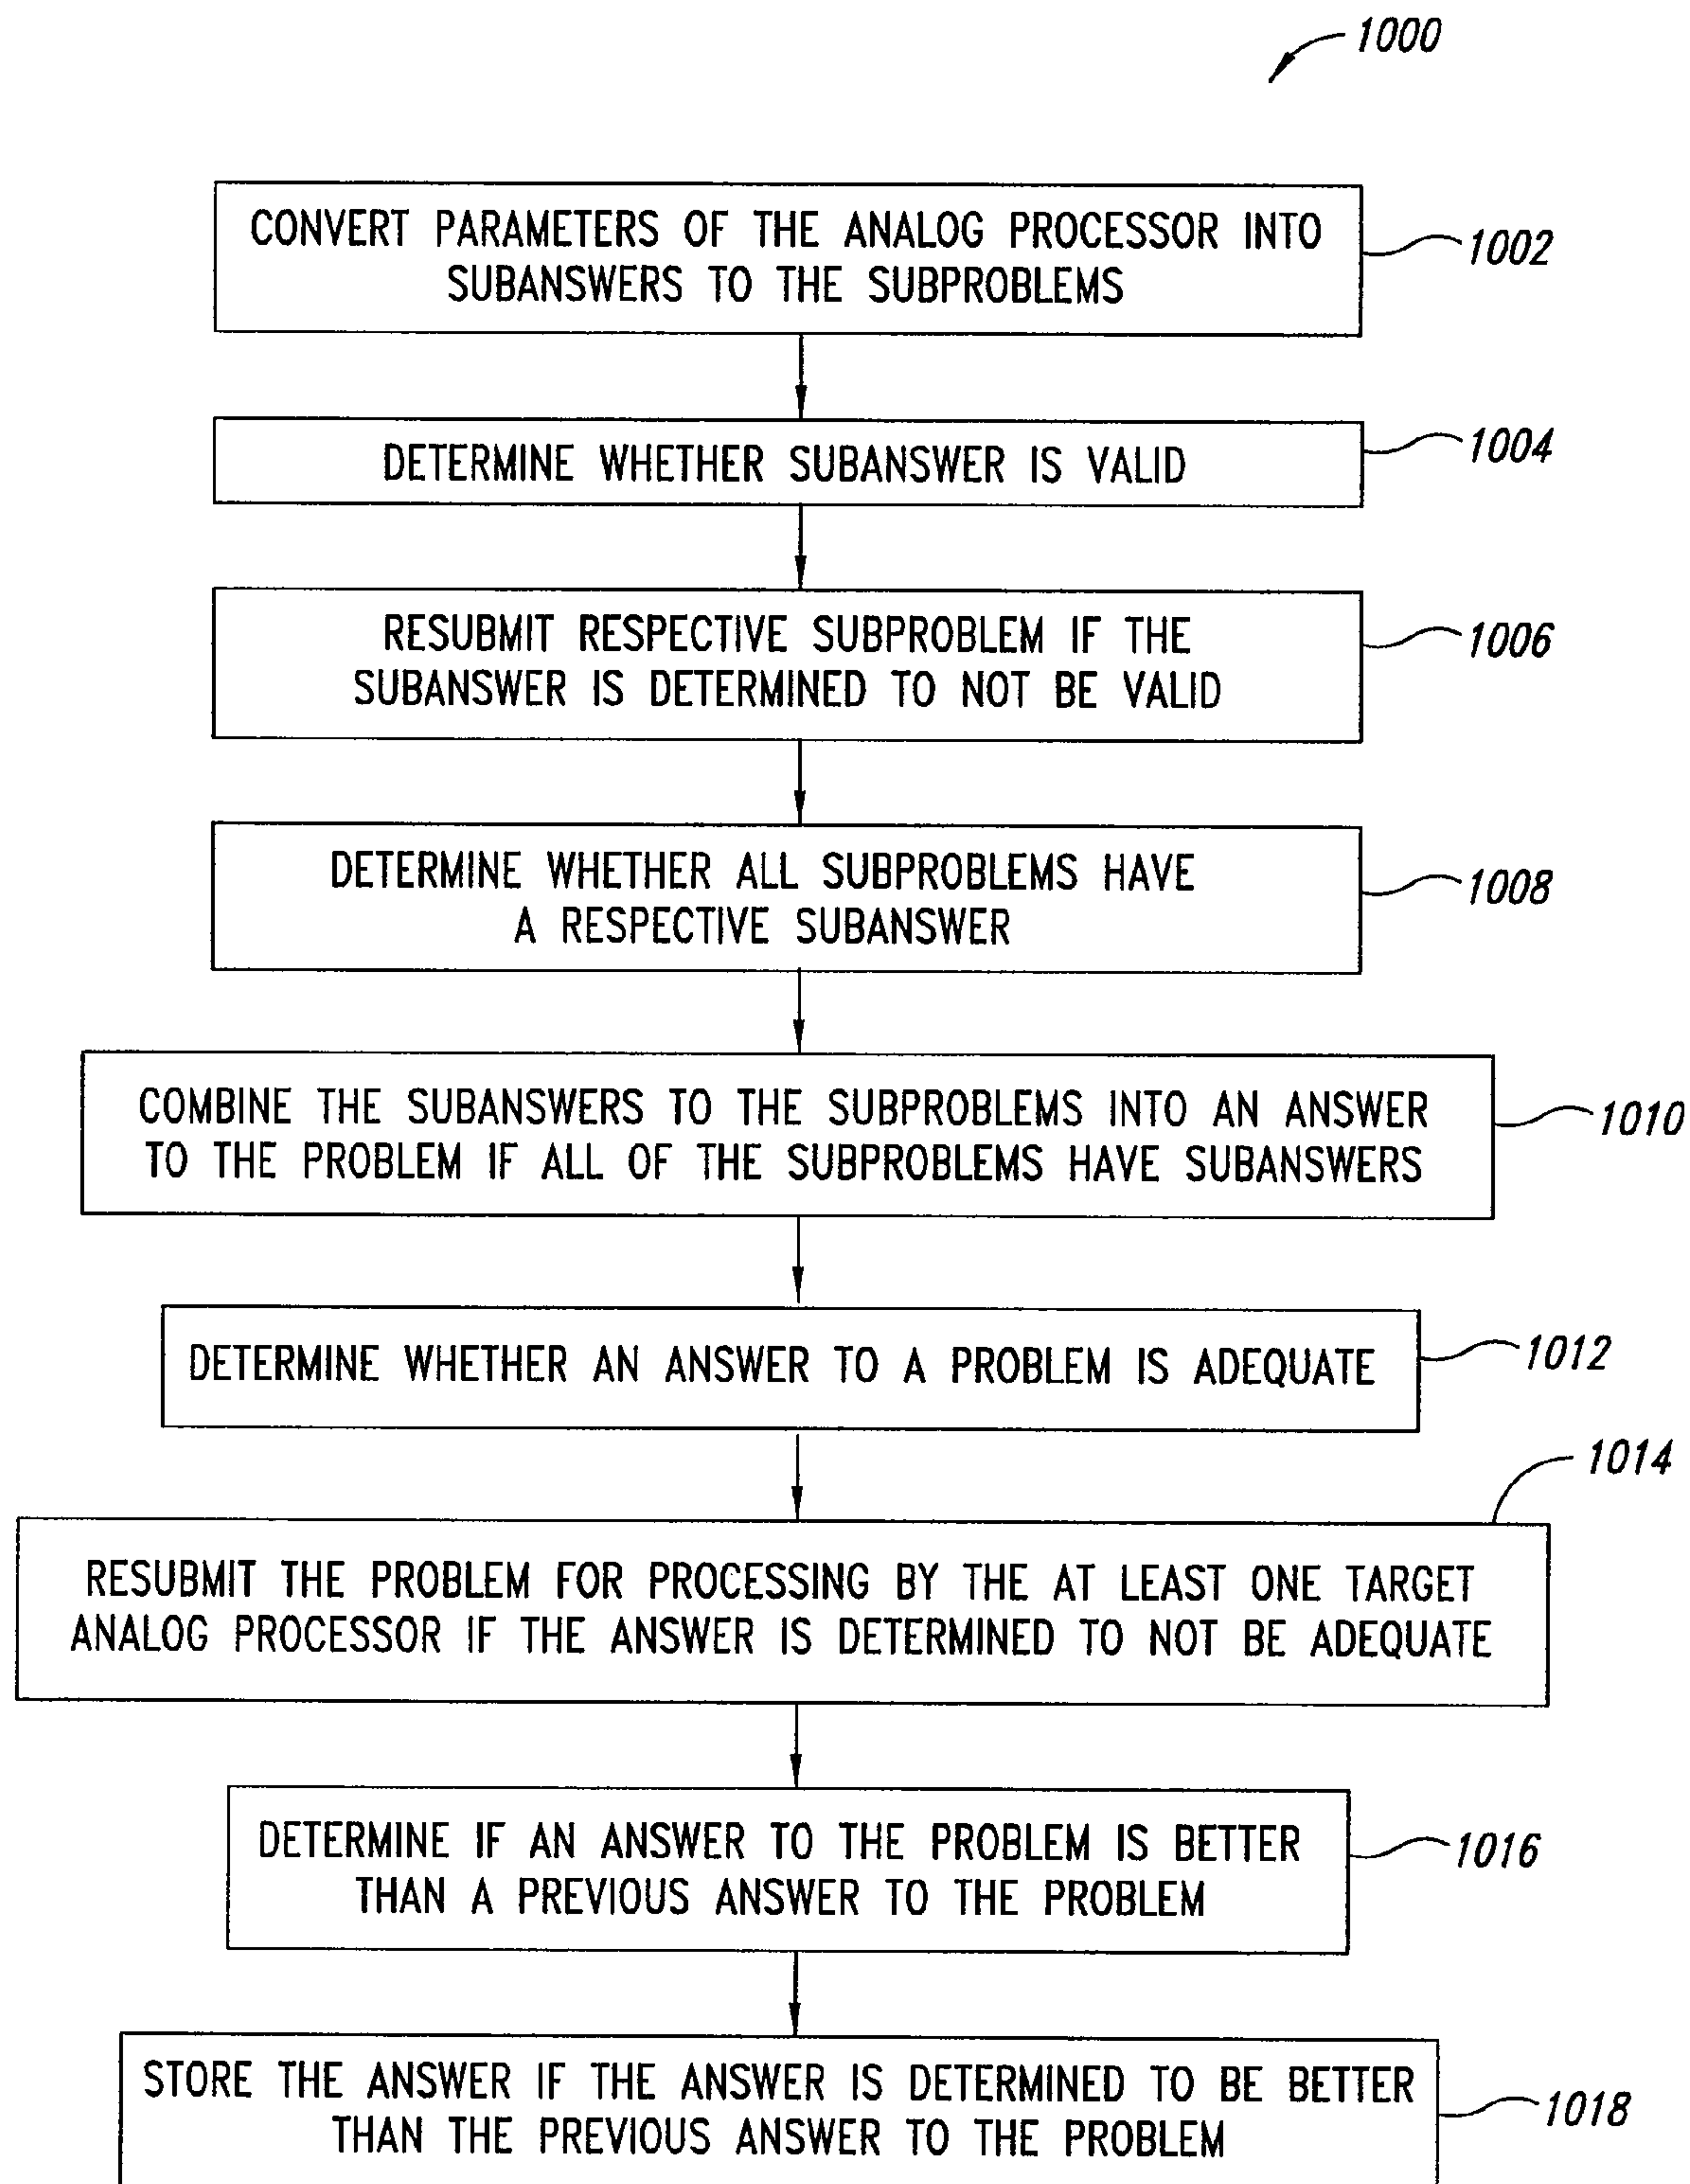 1000
CONVERT PARAMETERS OF THE ANALOG PROCESSOR INTO
SUBANSWERS TO THE SUBPROBLEMS
1002
DETERMINE WHETHER SUBANSWER IS VALID
1004
RESUBMIT RESPECTIVE SUBPROBLEM IF THE
SUBANSWER IS DETERMINED TO NOT BE VALID
1006
DETERMINE WHETHER ALL SUBPROBLEMS HAVE
A RESPECTIVE SUBANSWER
1008
COMBINE THE SUBANSWERS TO THE SUBPROBLEMS INTO AN ANSWER
TO THE PROBLEM IF ALL OF THE SUBPROBLEMS HAVE SUBANSWERS
1010
DETERMINE WHETHER AN ANSWER TO A PROBLEM IS ADEQUATE
1012
1014
RESUBMIT THE PROBLEM FOR PROCESSING BY THE AT LEAST ONE TARGET
ANALOG PROCESSOR IF THE ANSWER IS DETERMINED TO NOT BE ADEQUATE
DETERMINE IF AN ANSWER TO THE PROBLEM IS BETTER
THAN A PREVIOUS ANSWER TO THE PROBLEM
1016
STORE THE ANSWER IF THE ANSWER IS DETERMINED TO BE BETTER
THAN THE PREVIOUS ANSWER TO THE PROBLEM
1018